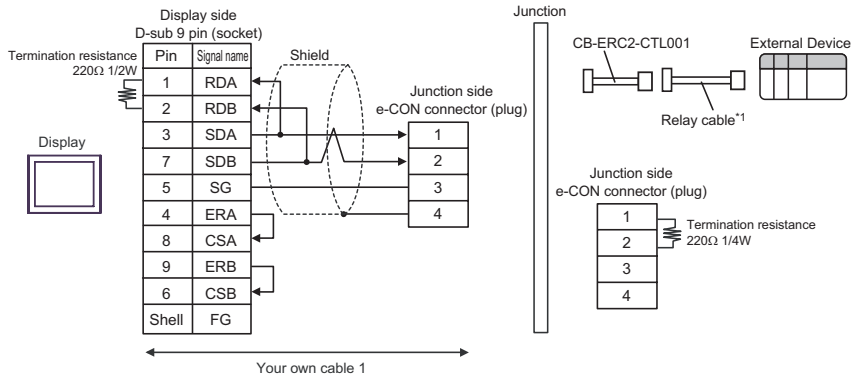 Display side
D-sub 9 pin (socket)
Termination resistance
220Ω 1/2W
Pin Signal name
1 RDA
2 RDB
3 SDA
7 SDB
5 SG
4 ERA
8 CSA
9 ERB
6 CSB
Shell FG
Display
Shield
Junction side
e-CON connector (plug)
1
2
3
4
Your own cable 1
Junction
CB-ERC2-CTL001
External Device
Relay cable*1
Junction side
e-CON connector (plug)
1
2
3
4
Termination resistance
220Ω 1/4W